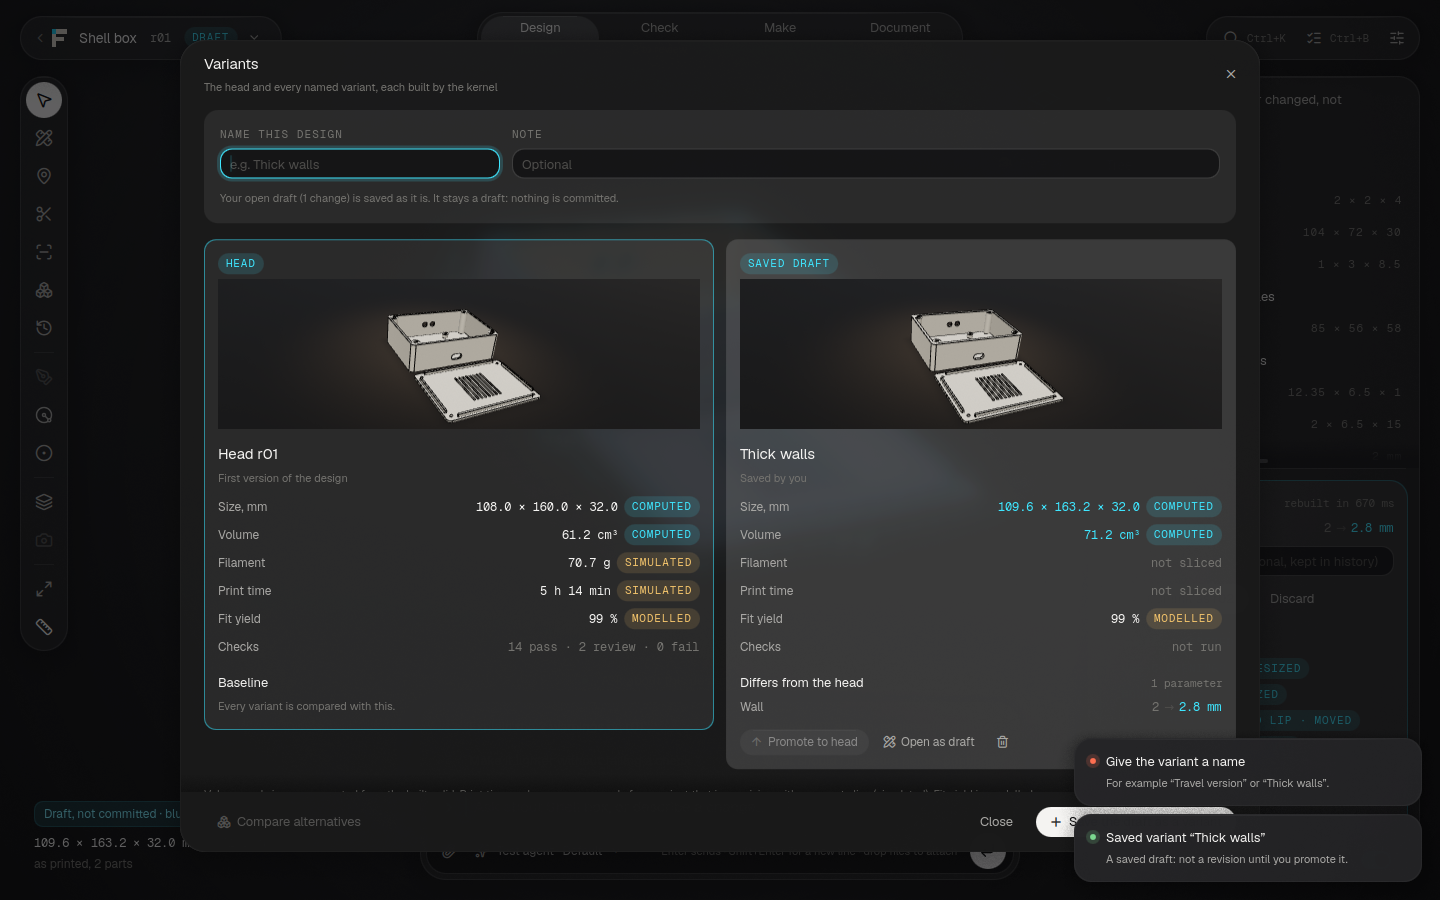 Shell box r01 DRAFT
Design Check Make Document
Ctrl+K Ctrl+B
Variants
The head and every named variant, each built by the kernel
changed, not
NAME THIS DESIGN NOTE
e.g. Thick walls Optional
Your open draft (1 change) is saved as it is. It stays a draft: nothing is committed.
2 × 2 × 4
104 × 72 × 30
1 × 3 × 8.5
85 × 56 × 58
12.35 × 6.5 × 1
2 × 6.5 × 15
HEAD
Head r01
First version of the design
Size, mm 108.0 × 160.0 × 32.0 COMPUTED
Volume 61.2 cm³ COMPUTED
Filament 70.7 g SIMULATED
Print time 5 h 14 min SIMULATED
Fit yield 99 % MODELLED
Checks 14 pass · 2 review · 0 fail
Baseline
Every variant is compared with this.
SAVED DRAFT
Thick walls
Saved by you
Size, mm 109.6 × 163.2 × 32.0 COMPUTED
Volume 71.2 cm³ COMPUTED
Filament not sliced
Print time not sliced
Fit yield 99 % MODELLED
Checks not run
Differs from the head 1 parameter
Wall 2 → 2.8 mm
Promote to head Open as draft
rebuilt in 670 ms
2 → 2.8 mm
kept in history)
Discard
LIP · MOVED
Draft, not committed
109.6 × 163.2 × 32.0
as printed, 2 parts
Compare alternatives Close
Test agent · Default
Give the variant a name
For example “Travel version” or “Thick walls”.
Saved variant “Thick walls”
A saved draft: not a revision until you promote it.